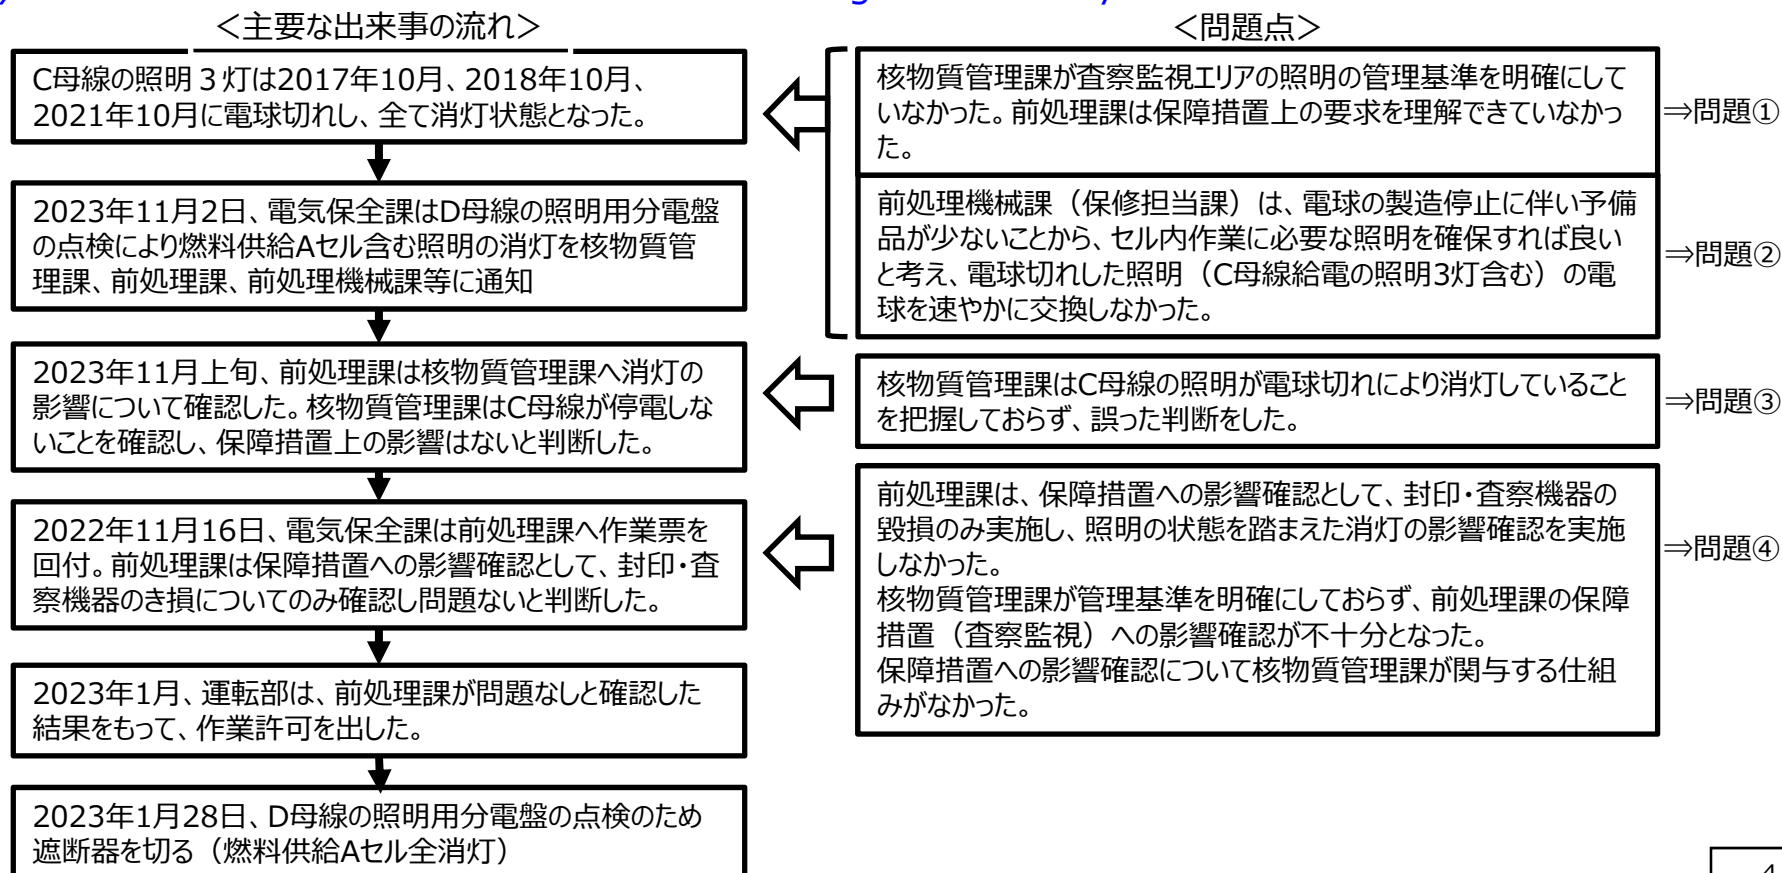 ＜主要な出来事の流れ＞
C母線の照明３灯は2017年10月、2018年10月、
2021年10月に電球切れし、全て消灯状態となった。
2023年11月2日、電気保全課はD母線の照明用分電盤
の点検により燃料供給Aセル含む照明の消灯を核物質管
理課、前処理課、前処理機械課等に通知
2023年11月上旬、前処理課は核物質管理課へ消灯の
影響について確認した。核物質管理課はC母線が停電しな
いことを確認し、保障措置上の影響はないと判断した。
2022年11月16日、電気保全課は前処理課へ作業票を
回付。前処理課は保障措置への影響確認として、封印・査
察機器のき損についてのみ確認し問題ないと判断した。
2023年1月、運転部は、前処理課が問題なしと確認した
結果をもって、作業許可を出した。
2023年1月28日、D母線の照明用分電盤の点検のため
遮断器を切る（燃料供給Aセル全消灯）
＜問題点＞
核物質管理課が査察監視エリアの照明の管理基準を明確にして
いなかった。前処理課は保障措置上の要求を理解できていなかっ
た。
⇒問題①
前処理機械課（保修担当課）は、電球の製造停止に伴い予備
品が少ないことから、セル内作業に必要な照明を確保すれば良い
と考え、電球切れした照明（C母線給電の照明3灯含む）の電
球を速やかに交換しなかった。
⇒問題②
核物質管理課はC母線の照明が電球切れにより消灯していること
を把握しておらず、誤った判断をした。
⇒問題③
前処理課は、保障措置への影響確認として、封印・査察機器の
毀損のみ実施し、照明の状態を踏まえた消灯の影響確認を実施
しなかった。
核物質管理課が管理基準を明確にしておらず、前処理課の保障
措置（査察監視）への影響確認が不十分となった。
保障措置への影響確認について核物質管理課が関与する仕組
みがなかった。
⇒問題④